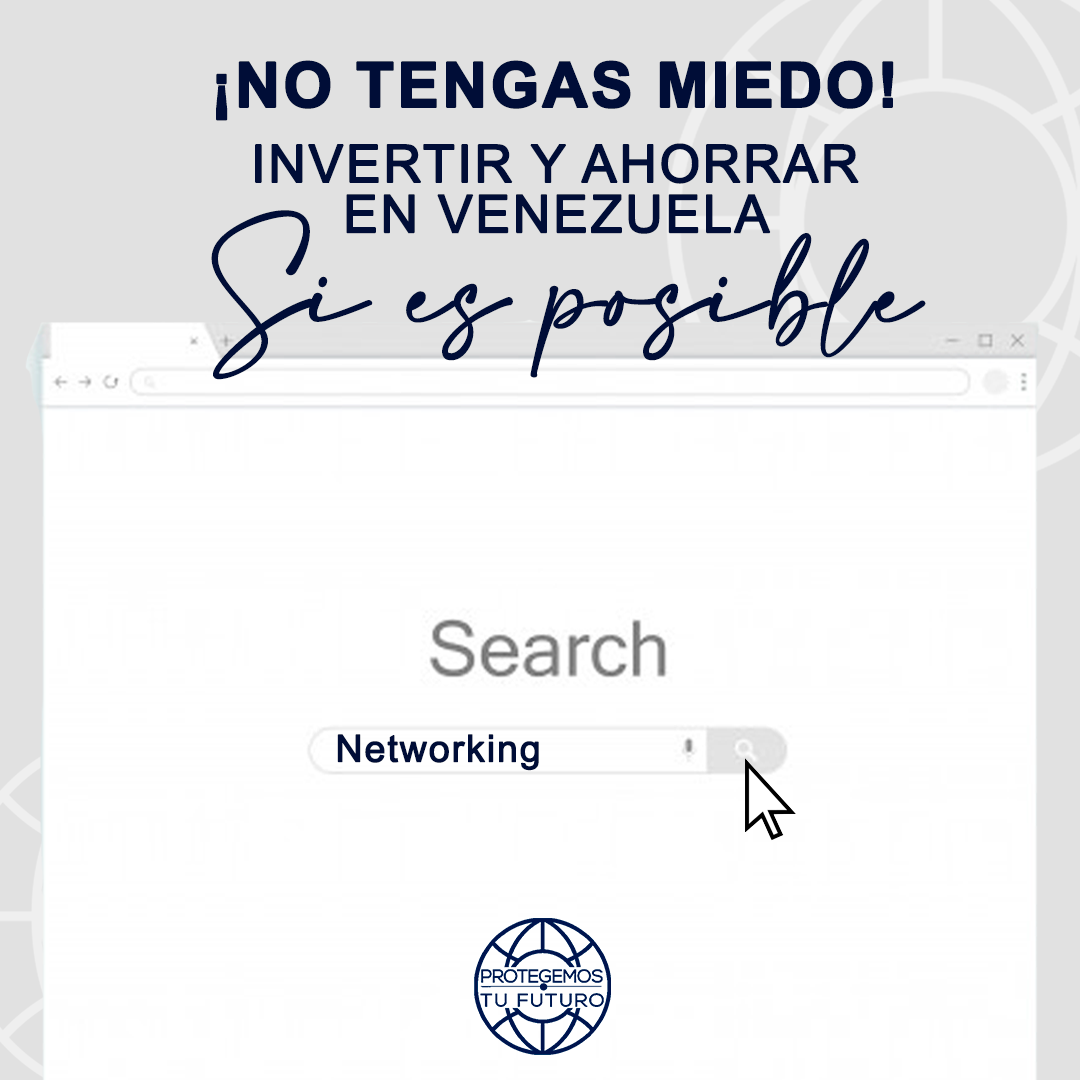 ¡NO TENGAS MIEDO!
INVERTIR Y AHORRAR
EN VENEZUELA
Si es posible
Search
Networking
PROTEGEMOS
TU FUTURO